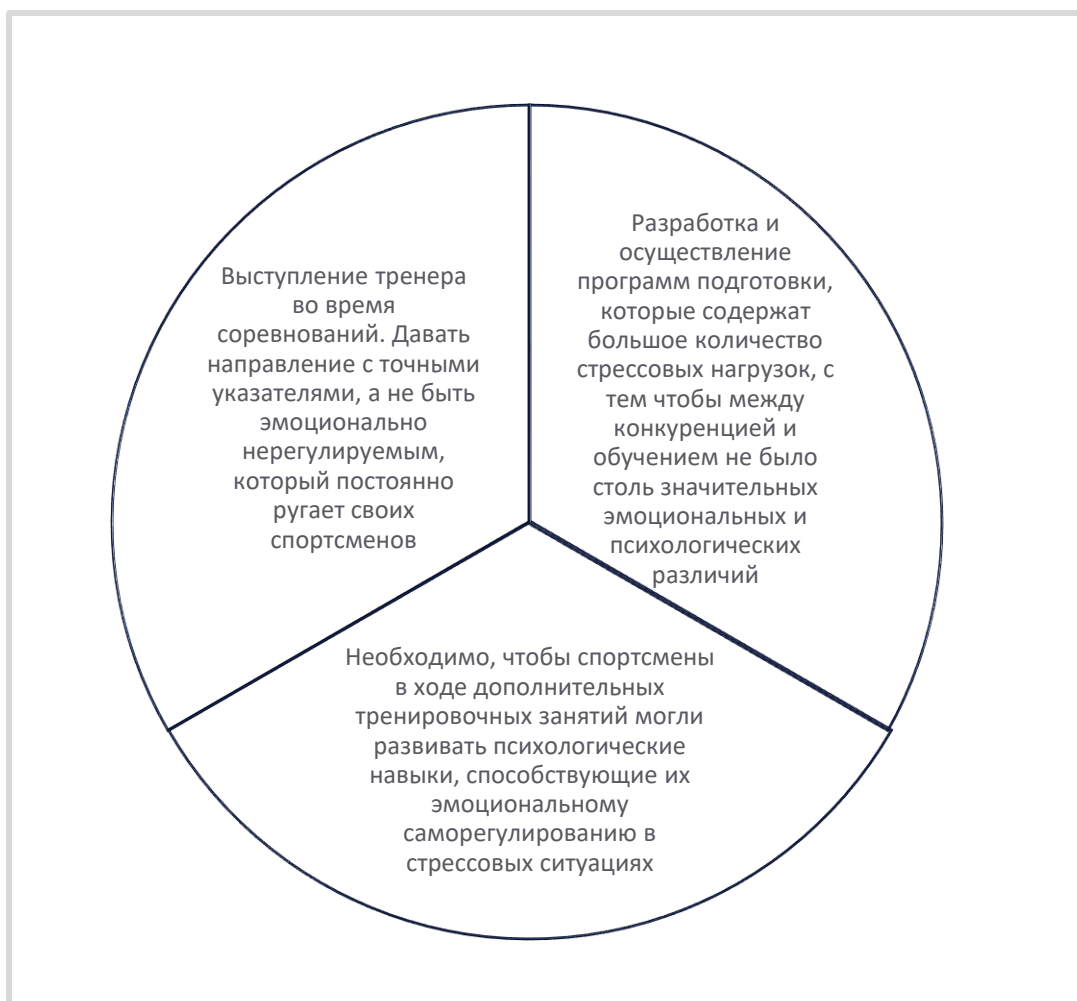 Выступление тренера
во время
соревнований. Давать
направление с точными
указателями, а не быть
эмоционально
нерегулируемым,
который постоянно
ругает своих
спортсменов
Разработка и
осуществление
программ подготовки,
которые содержат
большое количество
стрессовых нагрузок, с
тем чтобы между
конкуренцией и
обучением не было
столь значительных
эмоциональных и
психологических
различий
Необходимо, чтобы спортсмены
в ходе дополнительных
тренировочных занятий могли
развивать психологические
навыки, способствующие их
эмоциональному
саморегулированию в
стрессовых ситуациях